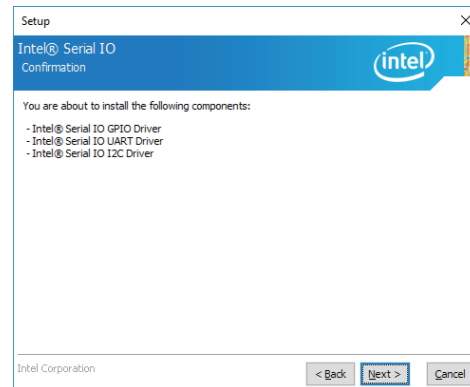 Setup
Intel® Serial IO
Confirmation
intel
You are about to install the following components:
- Intel® Serial IO GPIO Driver
- Intel® Serial IO UART Driver
- Intel® Serial IO I2C Driver
Intel Corporation
< Back
Next >
Cancel